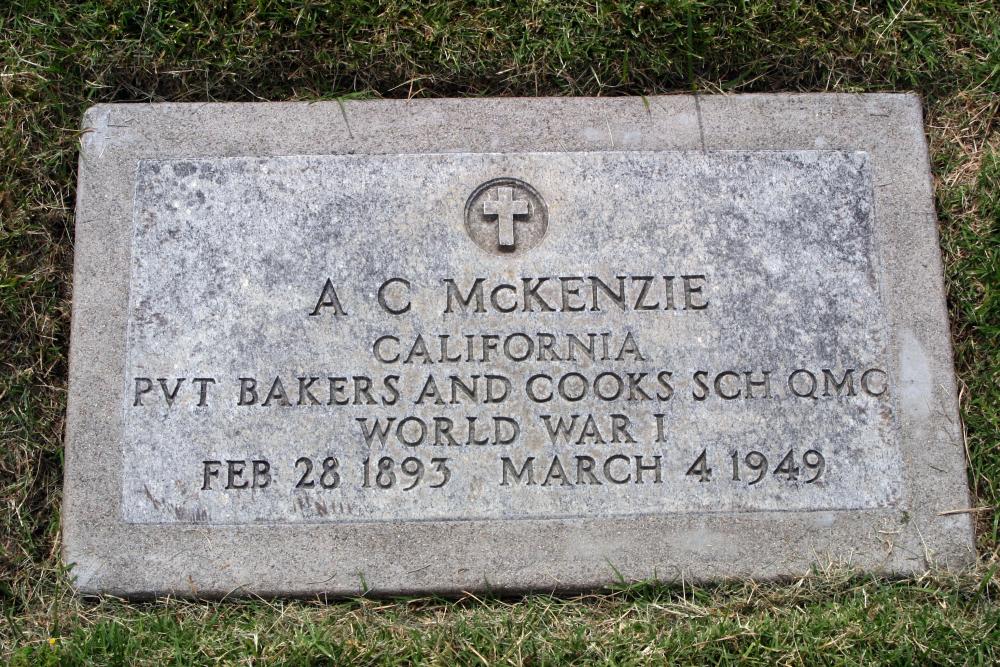 A C McKENZIE
CALIFORNIA
PVT BAKERS AND COOKS SCH QMC
WORLD WAR I
FEB 28 1893 MARCH 4 1949